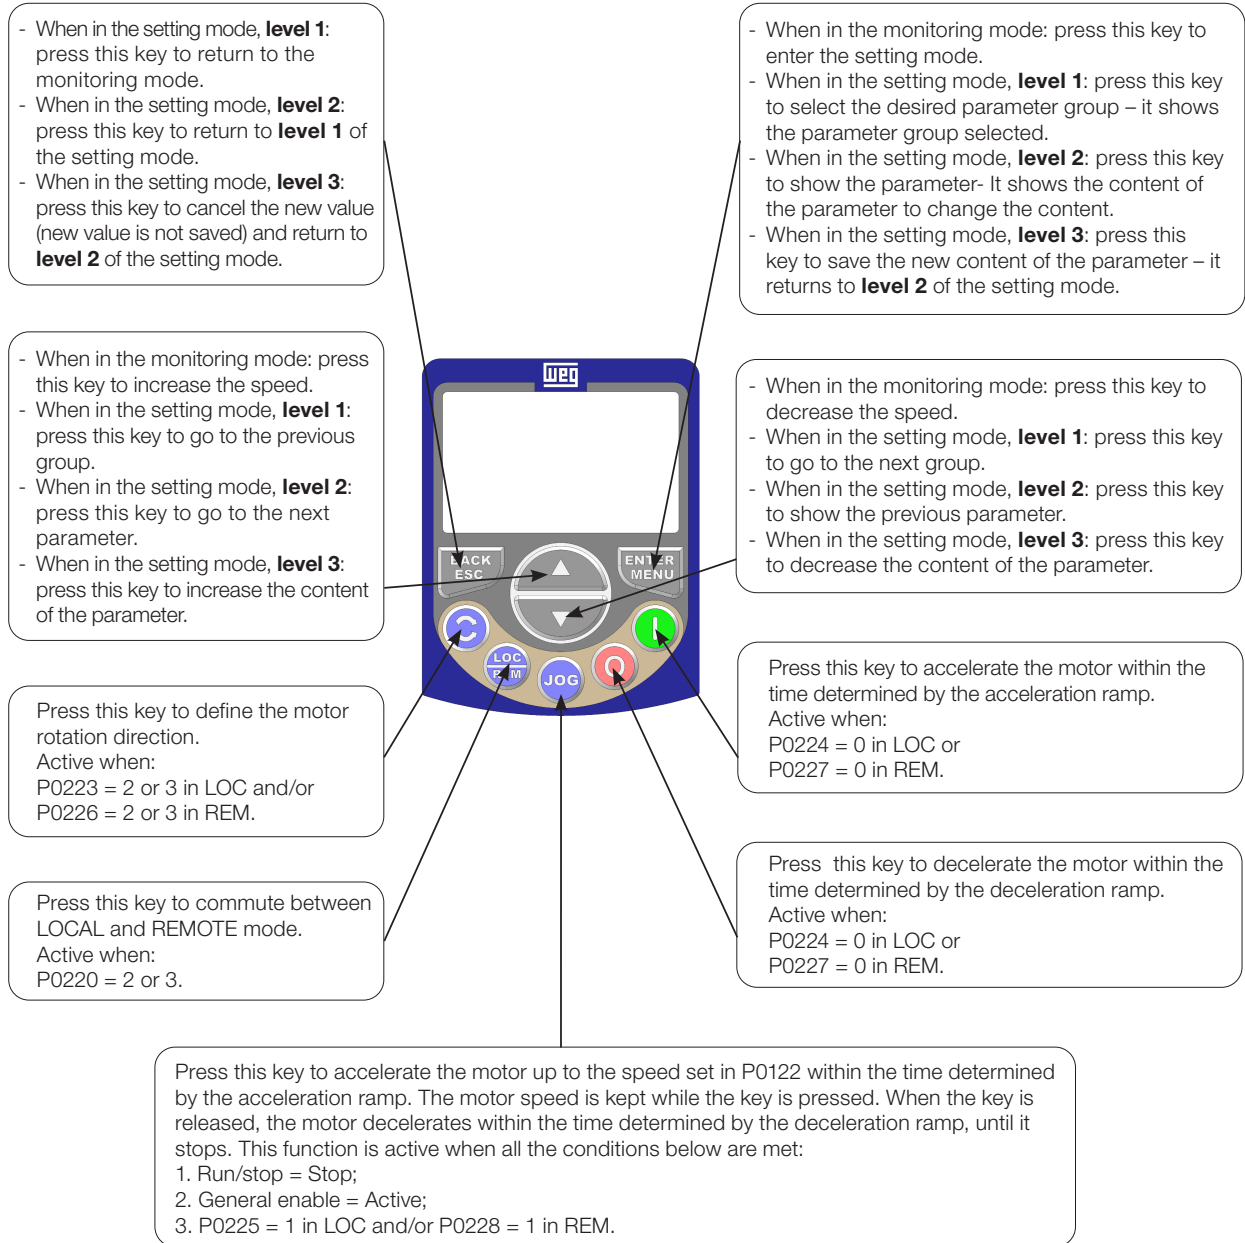 - When in the setting mode, level 1:
press this key to return to the
monitoring mode.
- When in the setting mode, level 2:
press this key to return to level 1 of
the setting mode.
- When in the setting mode, level 3:
press this key to cancel the new value
(new value is not saved) and return to
level 2 of the setting mode.
- When in the monitoring mode: press this key to
enter the setting mode.
- When in the setting mode, level 1: press this key
to select the desired parameter group – it shows
the parameter group selected.
- When in the setting mode, level 2: press this key
to show the parameter- It shows the content of
the parameter to change the content.
- When in the setting mode, level 3: press this
key to save the new content of the parameter – it
returns to level 2 of the setting mode.
- When in the monitoring mode: press
this key to increase the speed.
- When in the setting mode, level 1:
press this key to go to the previous
group.
- When in the setting mode, level 2:
press this key to go to the next
parameter.
- When in the setting mode, level 3:
press this key to increase the content
of the parameter.
weg
- When in the monitoring mode: press this key to
decrease the speed.
- When in the setting mode, level 1: press this key
to go to the next group.
- When in the setting mode, level 2: press this key
to show the previous parameter.
- When in the setting mode, level 3: press this key
to decrease the content of the parameter.
BACK
ESC
ENTER
MENU
LOC
REM
JOG
Press this key to define the motor
rotation direction.
Active when:
P0223 = 2 or 3 in LOC and/or
P0226 = 2 or 3 in REM.
Press this key to accelerate the motor within the
time determined by the acceleration ramp.
Active when:
P0224 = 0 in LOC or
P0227 = 0 in REM.
Press this key to commute between
LOCAL and REMOTE mode.
Active when:
P0220 = 2 or 3.
Press this key to decelerate the motor within the
time determined by the deceleration ramp.
Active when:
P0224 = 0 in LOC or
P0227 = 0 in REM.
Press this key to accelerate the motor up to the speed set in P0122 within the time determined
by the acceleration ramp. The motor speed is kept while the key is pressed. When the key is
released, the motor decelerates within the time determined by the deceleration ramp, until it
stops. This function is active when all the conditions below are met:
1. Run/stop = Stop;
2. General enable = Active;
3. P0225 = 1 in LOC and/or P0228 = 1 in REM.